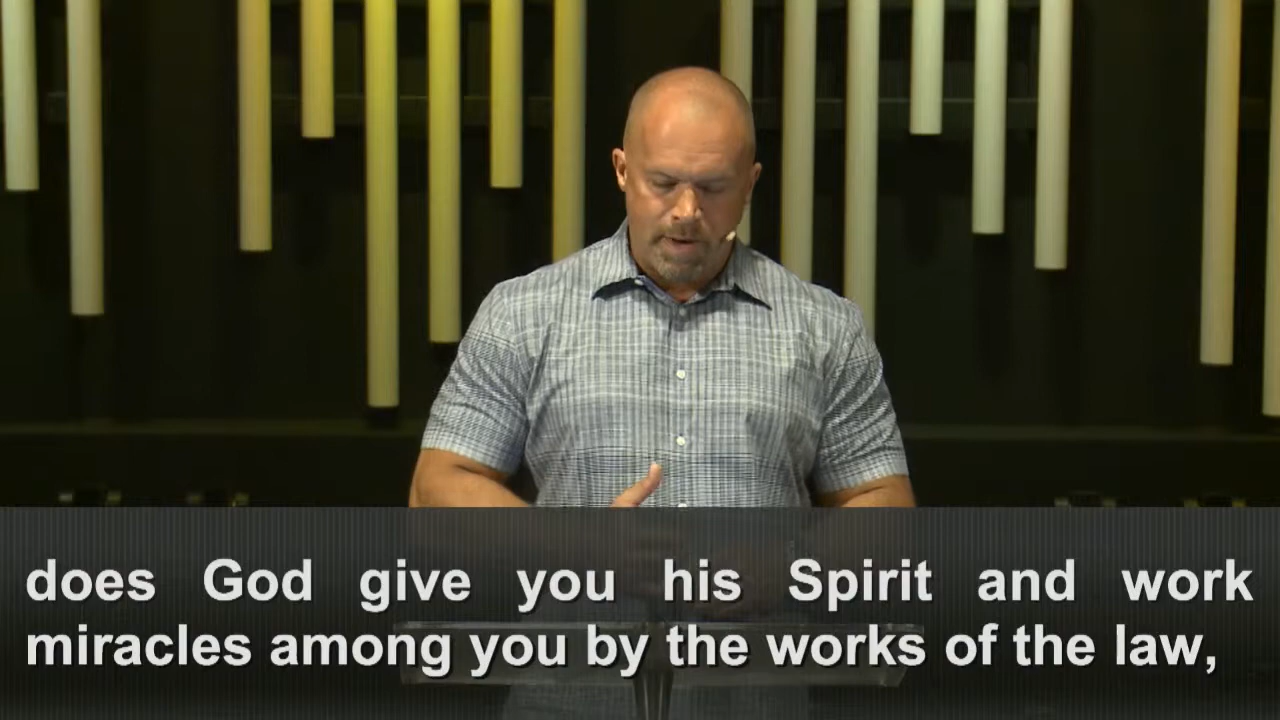 does God give you his Spirit and work
miracles among you by the works of the law,